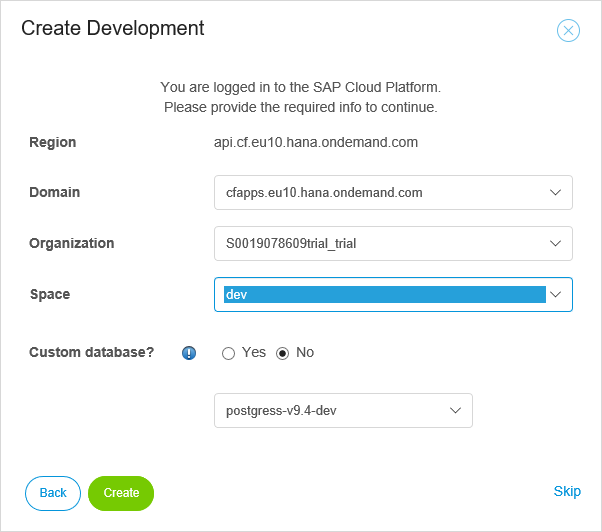 Create Development
You are logged in to the SAP Cloud Platform.
Please provide the required info to continue.
Region api.cf.eu10.hana.ondemand.com
Domain cfapps.eu10.hana.ondemand.com
Organization S0019078609trial_trial
Space dev
Custom database? Yes No
postgress-v9.4-dev
Back Create Skip